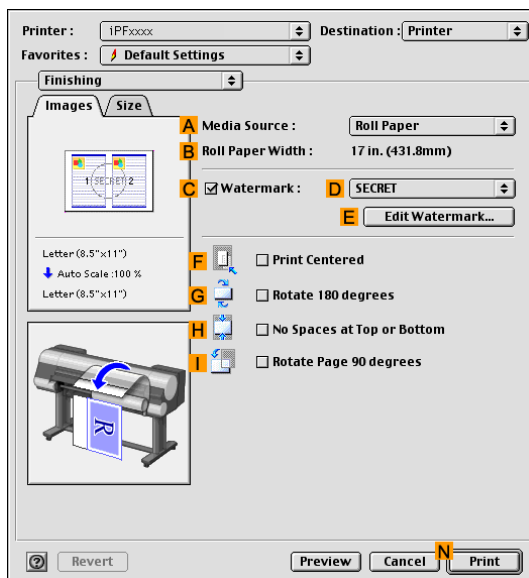 Printer : iPFxxxx Destination : Printer
Favorites : Default Settings
Finishing
Images Size
A Media Source : Roll Paper
B Roll Paper Width : 17 in. (431.8mm)
1 SECRET 2
C Watermark : D SECRET
E Edit Watermark...
Letter (8.5"x11")
Auto Scale :100 %
Letter (8.5"x11")
F Print Centered
G Rotate 180 degrees
H No Spaces at Top or Bottom
I Rotate Page 90 degrees
R
N
? Revert Preview Cancel Print